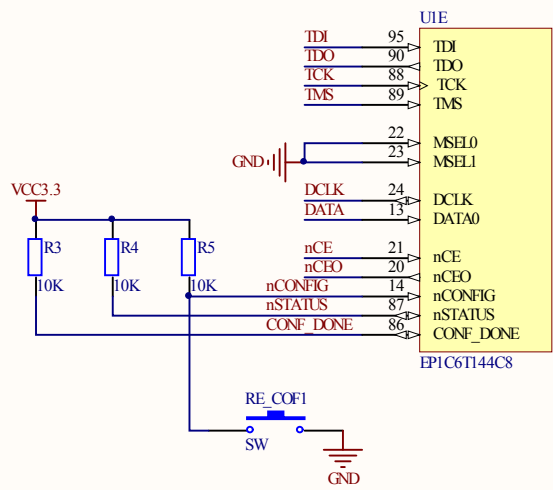 U1E
TDI 95 TDI
TDO 90 TDO
TCK 88 TCK
TMS 89 TMS
22 MSEL0
GND 23 MSEL1
VCC3.3
DCLK 24 DCLK
DATA 13 DATA0
R3 R4 R5
nCE 21 nCE
nCEO 20 nCEO
10K 10K 10K
nCONFIG 14 nCONFIG
nSTATUS 87 nSTATUS
CONF_DONE 86 CONF_DONE
EP1C6T144C8
RE_COF1
SW
GND